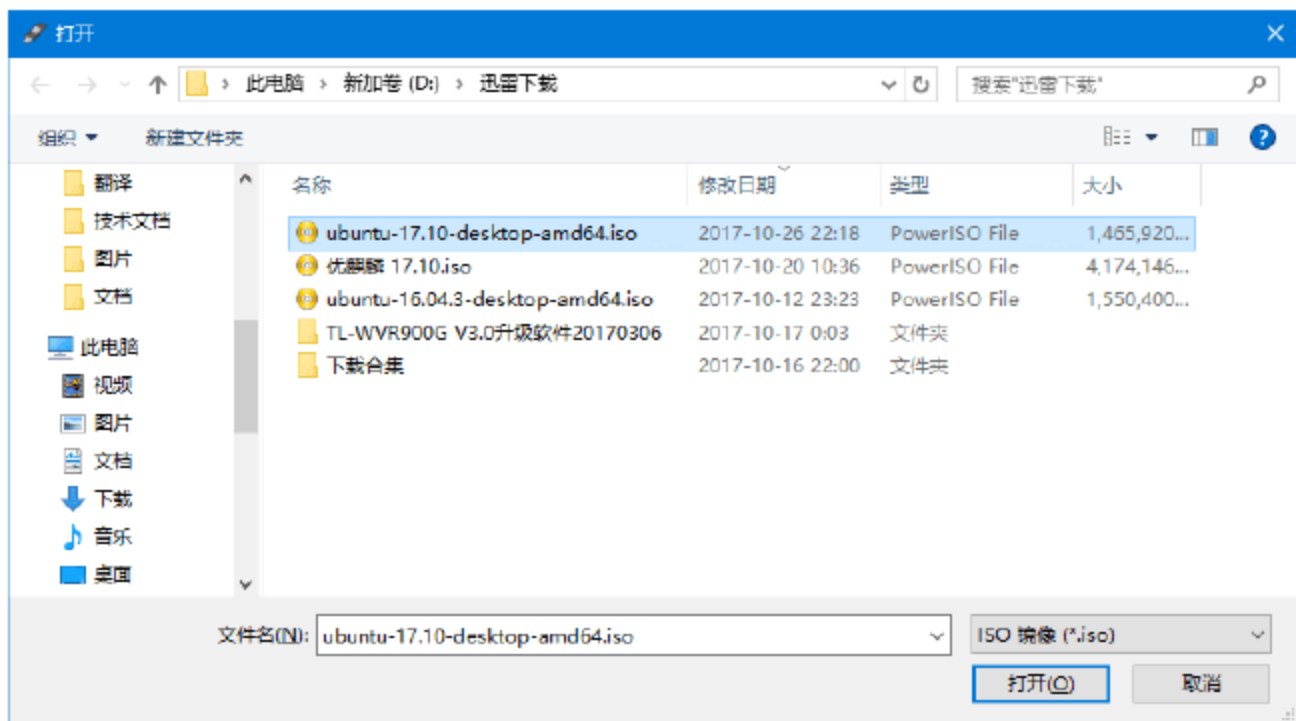 打开
此电脑 › 新加卷 (D:) › 迅雷下载
搜索"迅雷下载"
组织 新建文件夹
翻译
技术文档
图片
文档
此电脑
视频
图片
文档
下载
音乐
桌面
名称 修改日期 类型 大小
ubuntu-17.10-desktop-amd64.iso 2017-10-26 22:18 PowerISO File 1,465,920...
优麒麟 17.10.iso 2017-10-20 10:36 PowerISO File 4,174,146...
ubuntu-16.04.3-desktop-amd64.iso 2017-10-12 23:23 PowerISO File 1,550,400...
TL-WVR900G V3.0升级软件20170306 2017-10-17 0:03 文件夹
下载合集 2017-10-16 22:00 文件夹
文件名(N): ubuntu-17.10-desktop-amd64.iso ISO 镜像 (*.iso)
打开(O) 取消